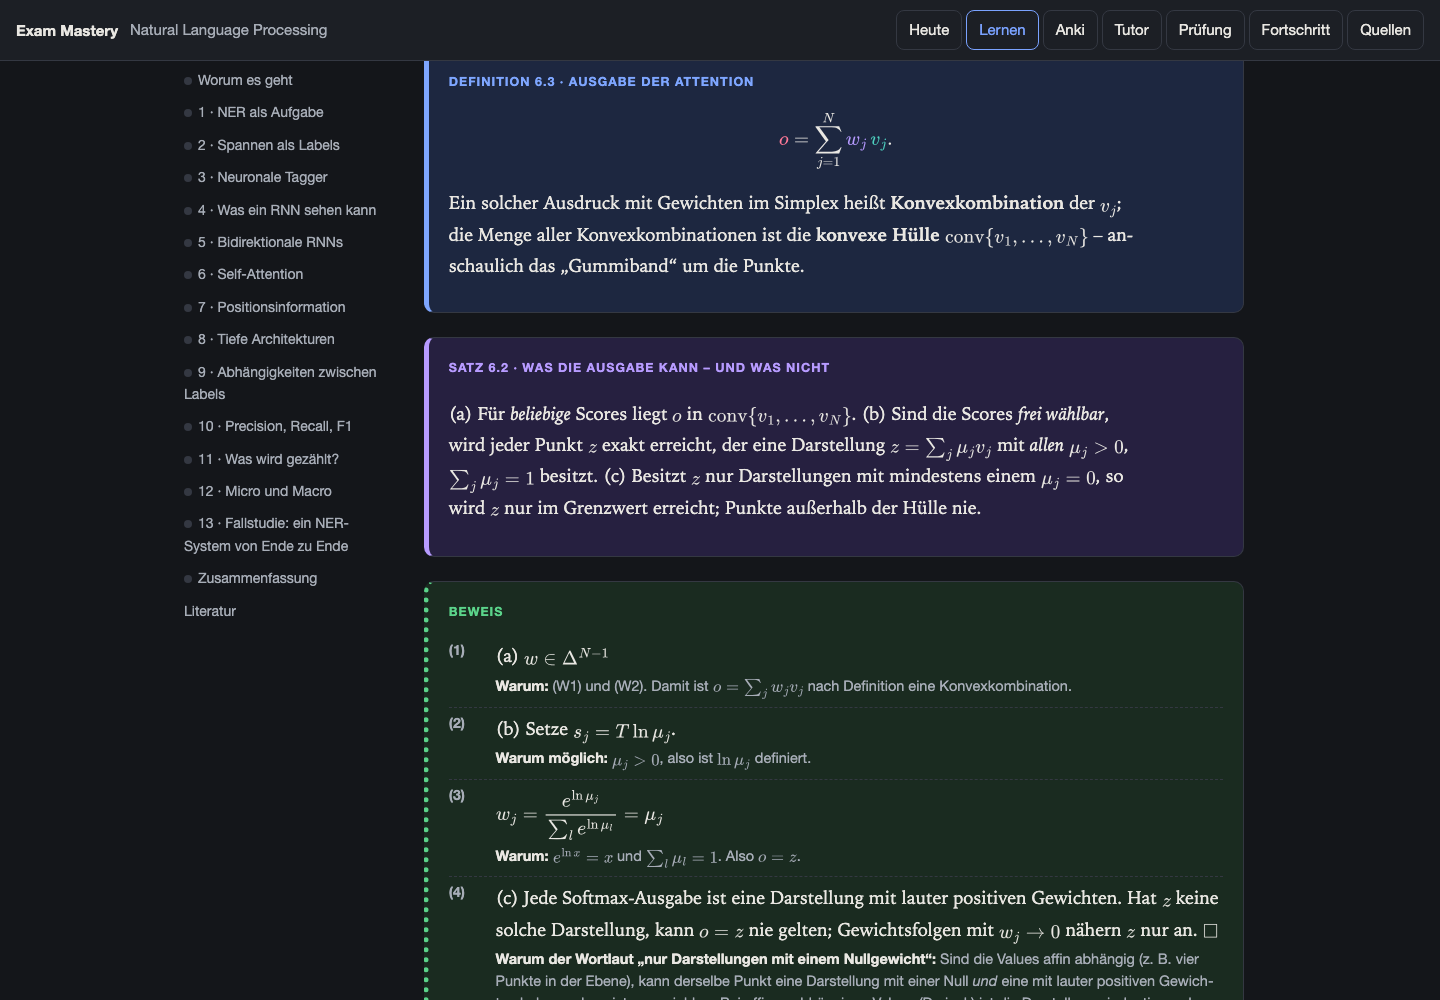 Exam Mastery Natural Language Processing Heute Lernen Anki Tutor Prüfung Fortschritt Quellen
Worum es geht
1 · NER als Aufgabe
2 · Spannen als Labels
3 · Neuronale Tagger
4 · Was ein RNN sehen kann
5 · Bidirektionale RNNs
6 · Self-Attention
7 · Positionsinformation
8 · Tiefe Architekturen
9 · Abhängigkeiten zwischen
Labels
10 · Precision, Recall, F1
11 · Was wird gezählt?
12 · Micro und Macro
13 · Fallstudie: ein NER-
System von Ende zu Ende
Zusammenfassung
Literatur
DEFINITION 6.3 · AUSGABE DER ATTENTION
o = ∑_{j=1}^{N} w_j v_j.
Ein solcher Ausdruck mit Gewichten im Simplex heißt Konvexkombination der v_j;
die Menge aller Konvexkombinationen ist die konvexe Hülle conv{v_1, …, v_N} – an-
schaulich das „Gummiband“ um die Punkte.
SATZ 6.2 · WAS DIE AUSGABE KANN – UND WAS NICHT
(a) Für beliebige Scores liegt o in conv{v_1, …, v_N}. (b) Sind die Scores frei wählbar,
wird jeder Punkt z exakt erreicht, der eine Darstellung z = ∑_j μ_j v_j mit allen μ_j > 0,
∑_j μ_j = 1 besitzt. (c) Besitzt z nur Darstellungen mit mindestens einem μ_j = 0, so
wird z nur im Grenzwert erreicht; Punkte außerhalb der Hülle nie.
BEWEIS
(1) (a) w ∈ Δ^{N−1}
Warum: (W1) und (W2). Damit ist o = ∑_j w_j v_j nach Definition eine Konvexkombination.
(2) (b) Setze s_j = T ln μ_j.
Warum möglich: μ_j > 0, also ist ln μ_j definiert.
(3) w_j = e^{ln μ_j} / ∑_l e^{ln μ_l} = μ_j
Warum: e^{ln x} = x und ∑_l μ_l = 1. Also o = z.
(4) (c) Jede Softmax-Ausgabe ist eine Darstellung mit lauter positiven Gewichten. Hat z keine
solche Darstellung, kann o = z nie gelten; Gewichtsfolgen mit w_j → 0 nähern z nur an. □
Warum der Wortlaut „nur Darstellungen mit einem Nullgewicht“: Sind die Values affin abhängig (z. B. vier
Punkte in der Ebene), kann derselbe Punkt eine Darstellung mit einer Null und eine mit lauter positiven Gewich-